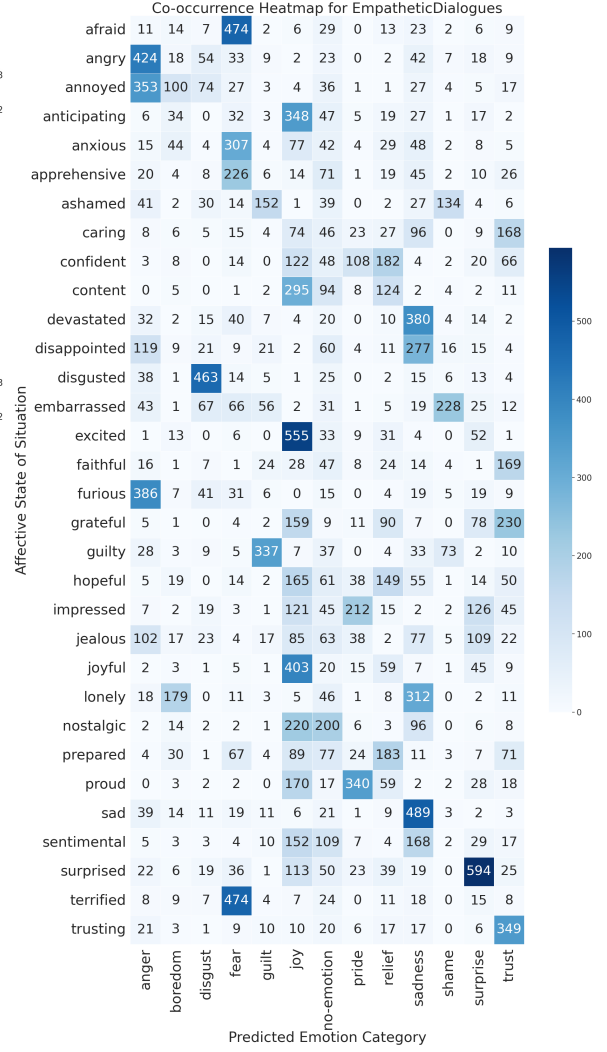 Co-occurrence Heatmap for EmpatheticDialogues
Affective State of Situation
afraid 11 14 7 474 2 6 29 0 13 23 2 6 9
angry 424 18 54 33 9 2 23 0 2 42 7 18 9
annoyed 353 100 74 27 3 4 36 1 1 27 4 5 17
anticipating 6 34 0 32 3 348 47 5 19 27 1 17 2
anxious 15 44 4 307 4 77 42 4 29 48 2 8 5
apprehensive 20 4 8 226 6 14 71 1 19 45 2 10 26
ashamed 41 2 30 14 152 1 39 0 2 27 134 4 6
caring 8 6 5 15 4 74 46 23 27 96 0 9 168
confident 3 8 0 14 0 122 48 108 182 4 2 20 66
content 0 5 0 1 2 295 94 8 124 2 4 2 11
devastated 32 2 15 40 7 4 20 0 10 380 4 14 2
disappointed 119 9 21 9 21 2 60 4 11 277 16 15 4
disgusted 38 1 463 14 5 1 25 0 2 15 6 13 4
embarrassed 43 1 67 66 56 2 31 1 5 19 228 25 12
excited 1 13 0 6 0 555 33 9 31 4 0 52 1
faithful 16 1 7 1 24 28 47 8 24 14 4 1 169
furious 386 7 41 31 6 0 15 0 4 19 5 19 9
grateful 5 1 0 4 2 159 9 11 90 7 0 78 230
guilty 28 3 9 5 337 7 37 0 4 33 73 2 10
hopeful 5 19 0 14 2 165 61 38 149 55 1 14 50
impressed 7 2 19 3 1 121 45 212 15 2 2 126 45
jealous 102 17 23 4 17 85 63 38 2 77 5 109 22
joyful 2 3 1 5 1 403 20 15 59 7 1 45 9
lonely 18 179 0 11 3 5 46 1 8 312 0 2 11
nostalgic 2 14 2 2 1 220 200 6 3 96 0 6 8
prepared 4 30 1 67 4 89 77 24 183 11 3 7 71
proud 0 3 2 2 0 170 17 340 59 2 2 28 18
sad 39 14 11 19 11 6 21 1 9 489 3 2 3
sentimental 5 3 3 4 10 152 109 7 4 168 2 29 17
surprised 22 6 19 36 1 113 50 23 39 19 0 594 25
terrified 8 9 7 474 4 7 24 0 11 18 0 15 8
trusting 21 3 1 9 10 10 20 6 17 17 0 6 349
anger boredom disgust fear guilt joy no-emotion pride relief sadness shame surprise trust
Predicted Emotion Category
500
400
300
200
100
0